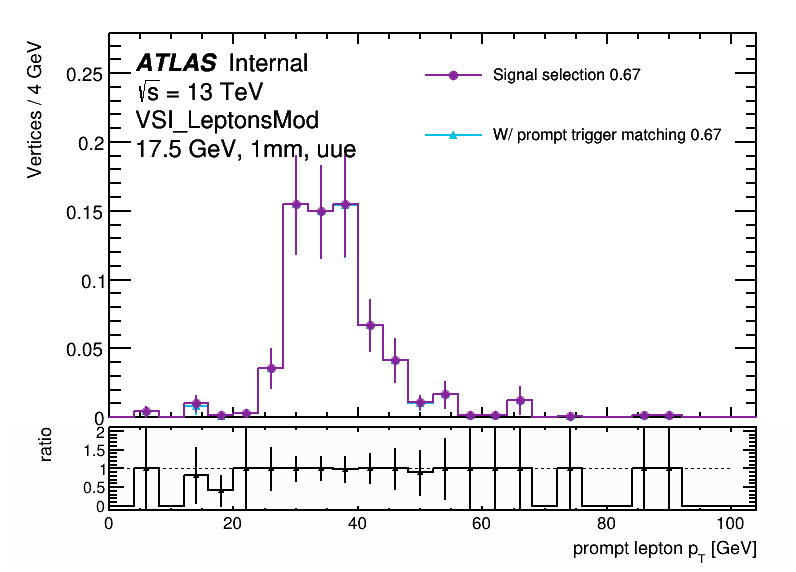 ATLAS Internal
√s = 13 TeV
VSI_LeptonsMod
17.5 GeV, 1mm, uue
Signal selection 0.67
W/ prompt trigger matching 0.67
Vertices / 4 GeV
0.25
0.2
0.15
0.1
0.05
0
ratio
2
1.5
1
0.5
0
0 20 40 60 80 100
prompt lepton pT [GeV]